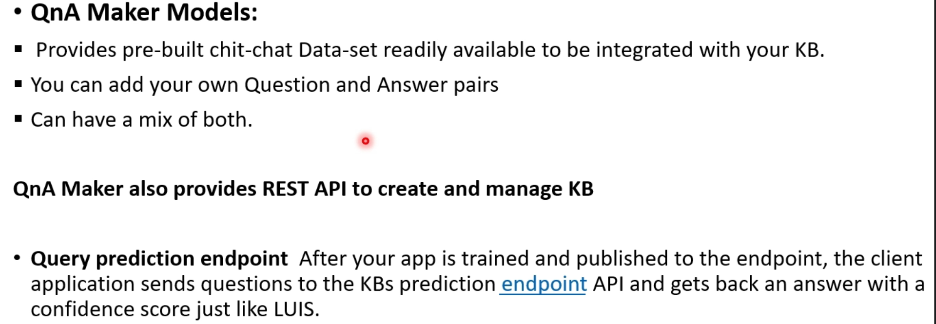 • QnA Maker Models:
▪ Provides pre-built chit-chat Data-set readily available to be integrated with your KB.
▪ You can add your own Question and Answer pairs
▪ Can have a mix of both.
QnA Maker also provides REST API to create and manage KB
• Query prediction endpoint After your app is trained and published to the endpoint, the client
application sends questions to the KBs prediction endpoint API and gets back an answer with a
confidence score just like LUIS.